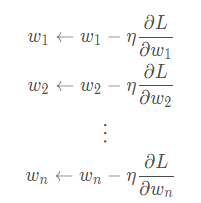 w₁ ← w₁ − η ∂L/∂w₁
w₂ ← w₂ − η ∂L/∂w₂
⋮
wₙ ← wₙ − η ∂L/∂wₙ